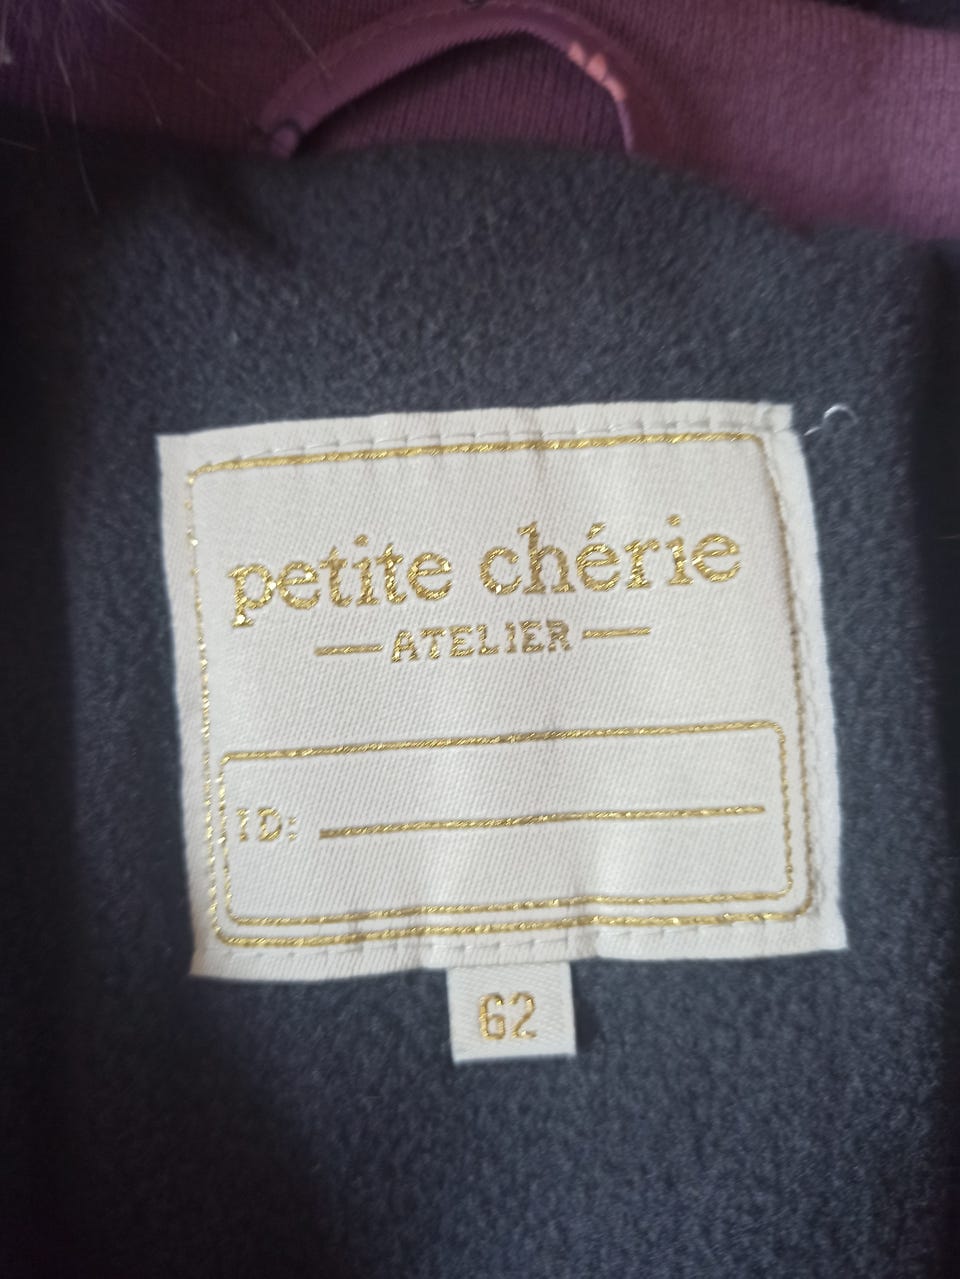 petite chérie
ATELIER
ID:
62